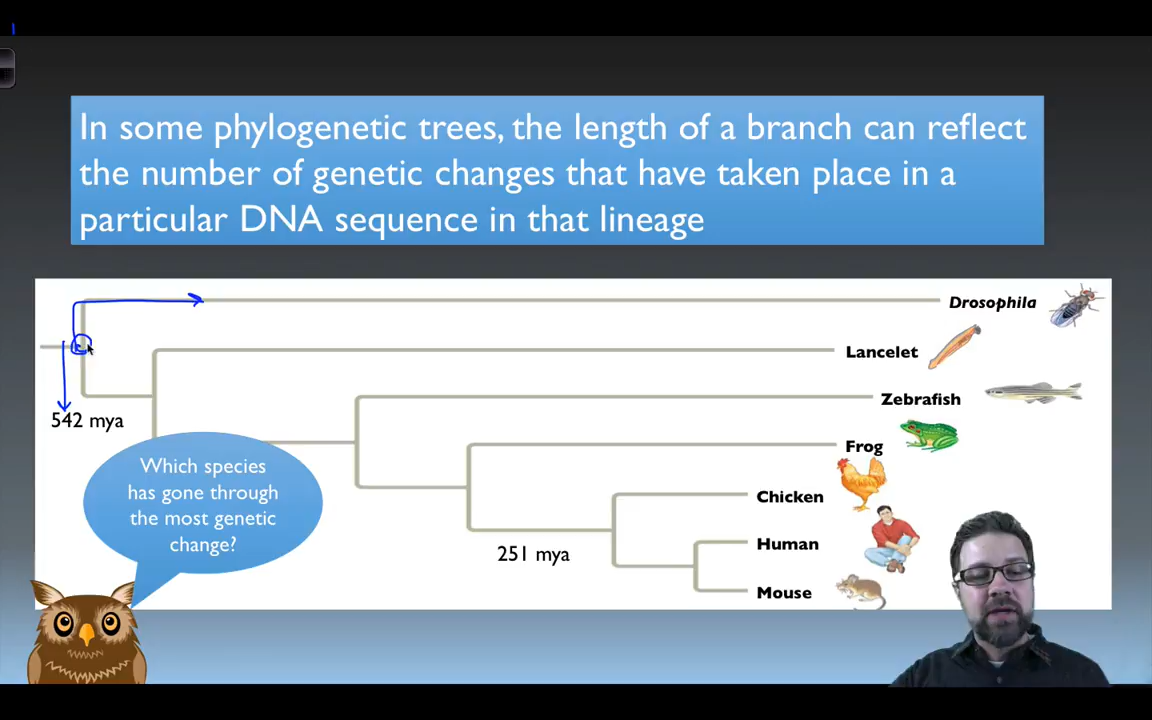 In some phylogenetic trees, the length of a branch can reflect
the number of genetic changes that have taken place in a
particular DNA sequence in that lineage
Drosophila
Lancelet
Zebrafish
542 mya
Frog
Which species
has gone through
the most genetic
change?
Chicken
Human
251 mya
Mouse